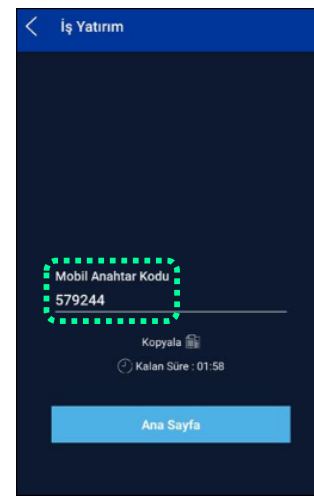 İş Yatırım
Mobil Anahtar Kodu
579244
Kopyala
Kalan Süre : 01:58
Ana Sayfa